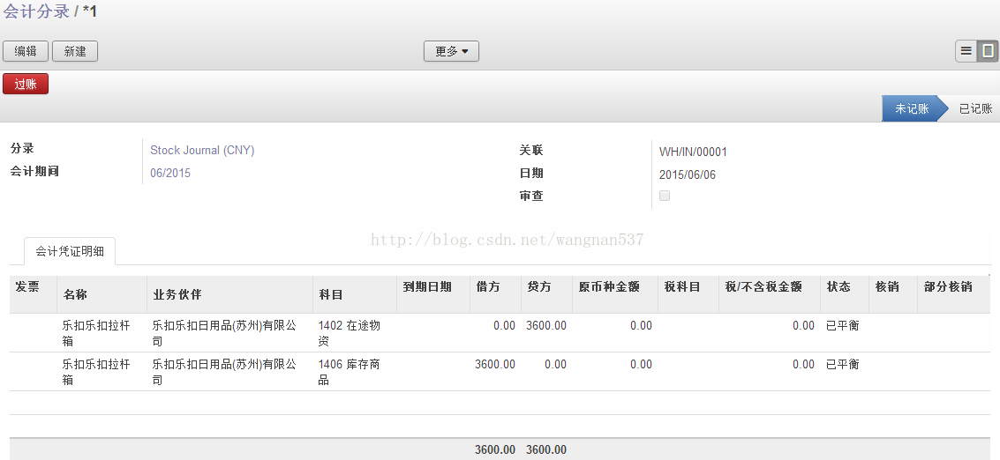 会计分录 / *1
编辑 新建 更多
过账
未记账 已记账
分录 Stock Journal (CNY) 关联 WH/IN/00001
会计期间 06/2015 日期 2015/06/06
审查
http://blog.csdn.net/wangnan537
会计凭证明细
发票 名称 业务伙伴 科目 到期日期 借方 贷方 原币种金额 税科目 税/不含税金额 状态 核销 部分核销
乐扣乐扣拉杆 乐扣乐扣日用品(苏州)有限公 1402 在途物 0.00 3600.00 0.00 0.00 已平衡
箱 司 资
乐扣乐扣拉杆 乐扣乐扣日用品(苏州)有限公 1406 库存商 3600.00 0.00 0.00 0.00 已平衡
箱 司 品
3600.00 3600.00